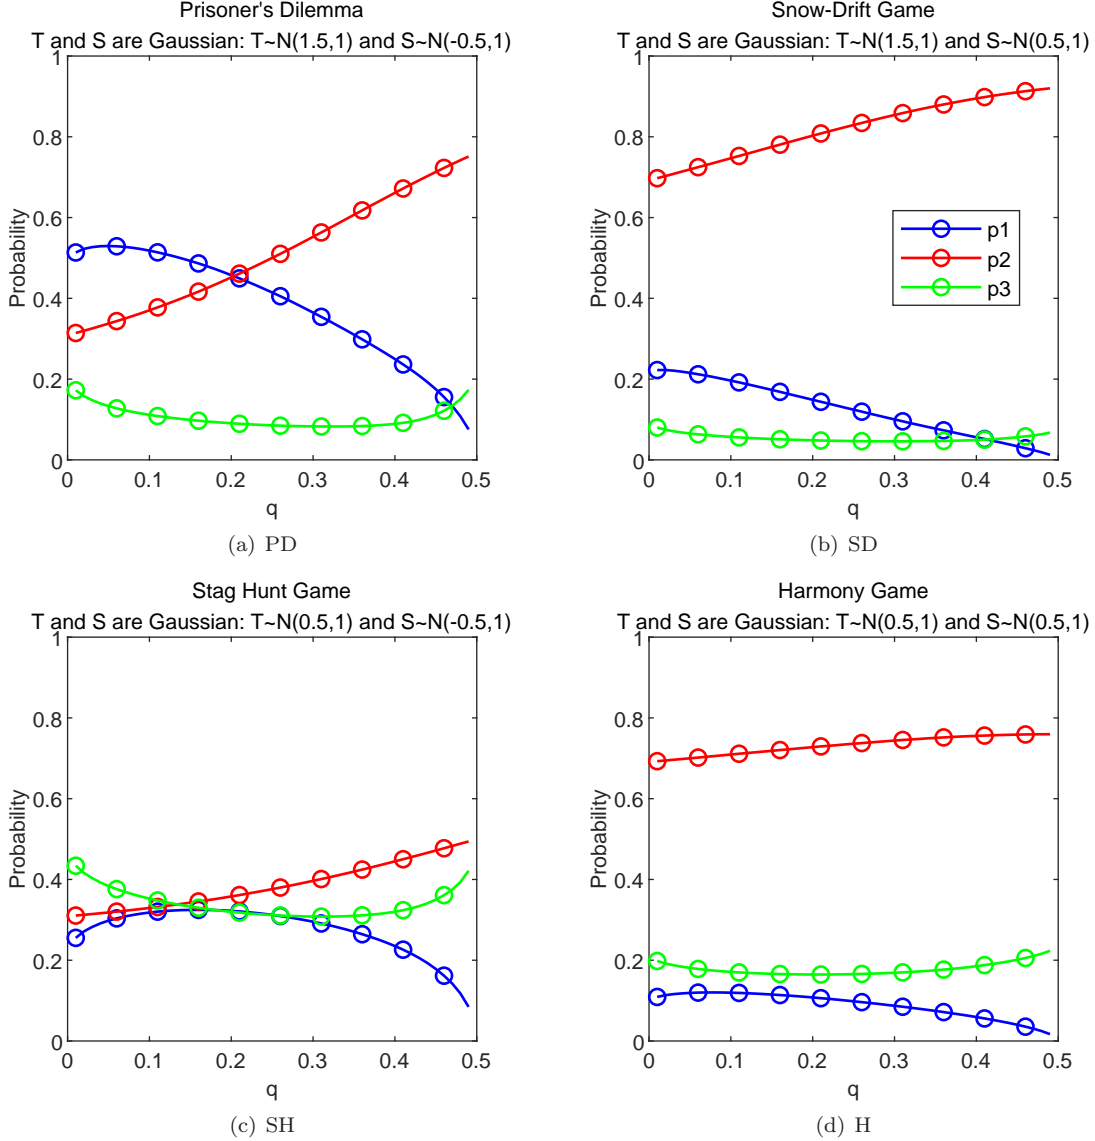 Prisoner's Dilemma
T and S are Gaussian: T~N(1.5,1) and S~N(-0.5,1)
1
0.8
0.6
0.4
0.2
0
Probability
0 0.1 0.2 0.3 0.4 0.5
q
(a) PD
Snow-Drift Game
T and S are Gaussian: T~N(1.5,1) and S~N(0.5,1)
1
0.8
0.6
0.4
0.2
0
Probability
p1
p2
p3
0 0.1 0.2 0.3 0.4 0.5
q
(b) SD
Stag Hunt Game
T and S are Gaussian: T~N(0.5,1) and S~N(-0.5,1)
1
0.8
0.6
0.4
0.2
0
Probability
0 0.1 0.2 0.3 0.4 0.5
q
(c) SH
Harmony Game
T and S are Gaussian: T~N(0.5,1) and S~N(0.5,1)
1
0.8
0.6
0.4
0.2
0
Probability
0 0.1 0.2 0.3 0.4 0.5
q
(d) H